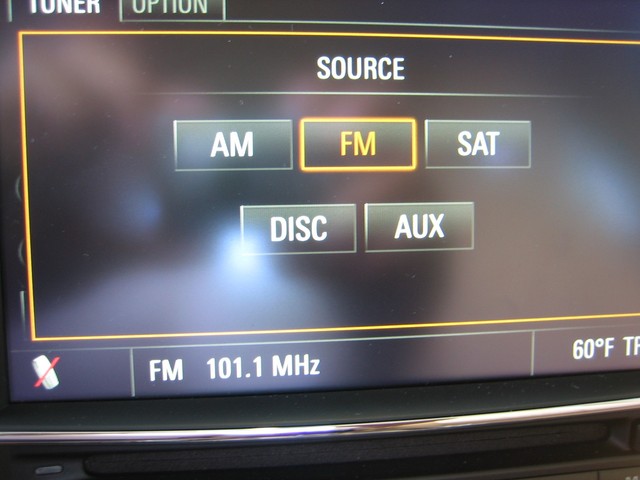 TUNER OPTION
SOURCE
AM FM SAT
DISC AUX
FM 101.1 MHz 60°F